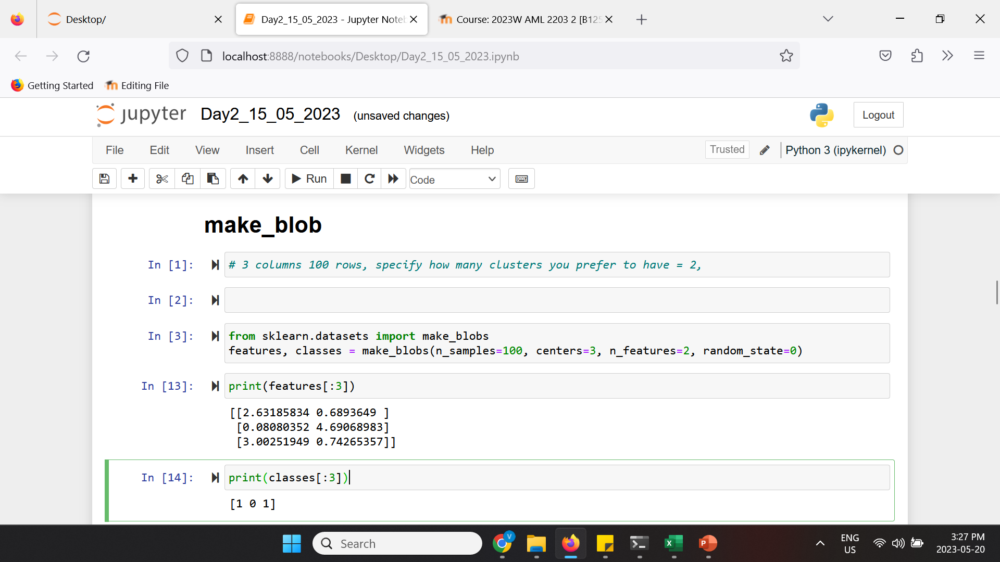 Desktop/
Day2_15_05_2023 - Jupyter Noteb
Course: 2023W AML 2203 2 [B125
localhost:8888/notebooks/Desktop/Day2_15_05_2023.ipynb
Getting Started
Editing File
jupyter
Day2_15_05_2023
(unsaved changes)
Logout
File
Edit
View
Insert
Cell
Kernel
Widgets
Help
Trusted
Python 3 (ipykernel)
Run
Code
make_blob
In [1]:
# 3 columns 100 rows, specify how many clusters you prefer to have = 2,
In [2]:
In [3]:
from sklearn.datasets import make_blobs
features, classes = make_blobs(n_samples=100, centers=3, n_features=2, random_state=0)
In [13]:
print(features[:3])
[[2.63185834 0.6893649 ]
[0.08080352 4.69068983]
[3.00251949 0.74265357]]
In [14]:
print(classes[:3])
[1 0 1]
Search
V
X
P
ENG
US
3:27 PM
2023-05-20